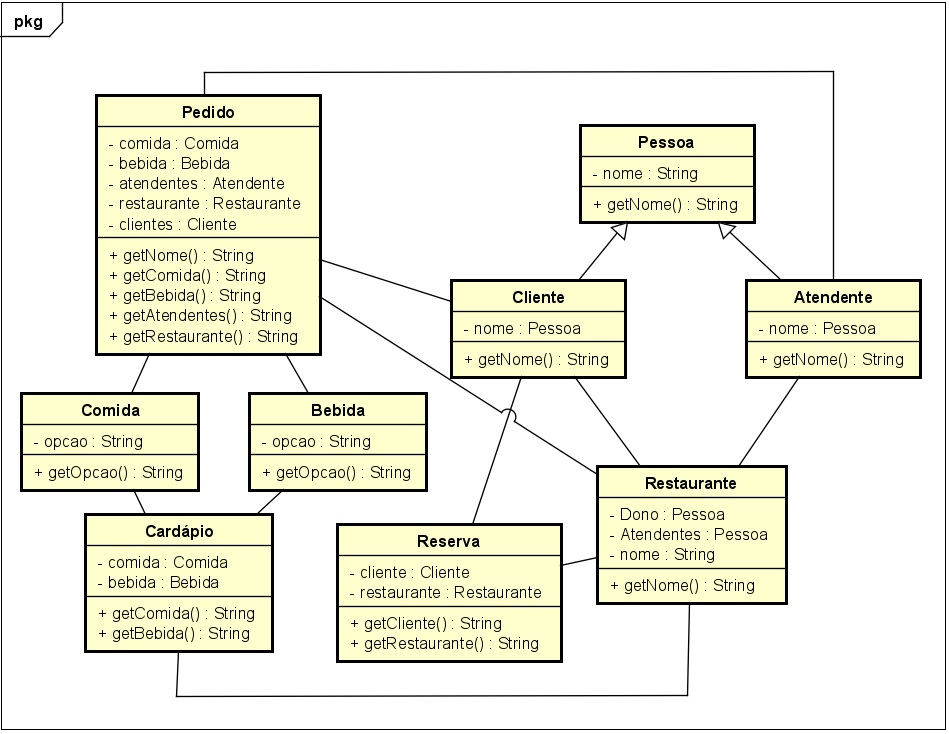 pkg
Pedido
- comida : Comida
- bebida : Bebida
- atendentes : Atendente
- restaurante : Restaurante
- clientes : Cliente
+ getNome() : String
+ getComida() : String
+ getBebida() : String
+ getAtendentes() : String
+ getRestaurante() : String
Pessoa
- nome : String
+ getNome() : String
Cliente
- nome : Pessoa
+ getNome() : String
Atendente
- nome : Pessoa
+ getNome() : String
Comida
- opcao : String
+ getOpcao() : String
Bebida
- opcao : String
+ getOpcao() : String
Restaurante
- Dono : Pessoa
- Atendentes : Pessoa
- nome : String
+ getNome() : String
Cardápio
- comida : Comida
- bebida : Bebida
+ getComida() : String
+ getBebida() : String
Reserva
- cliente : Cliente
- restaurante : Restaurante
+ getCliente() : String
+ getRestaurante() : String